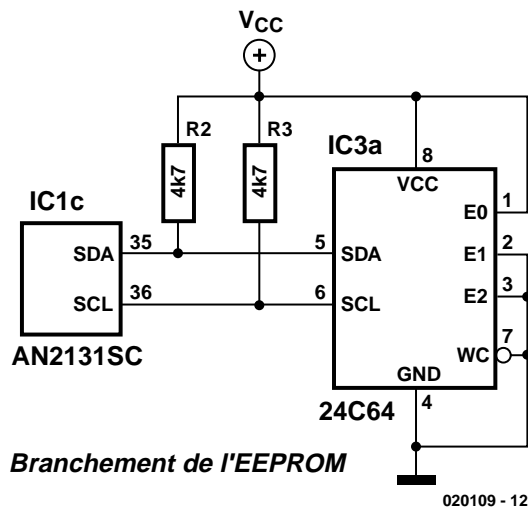 VCC
R2
R3
4k7
4k7
IC1c
SDA
SCL
35
36
AN2131SC
IC3a
8
VCC
E0
1
E1
2
E2
3
WC
7
5
SDA
6
SCL
GND
4
24C64
Branchement de l'EEPROM
020109 - 12